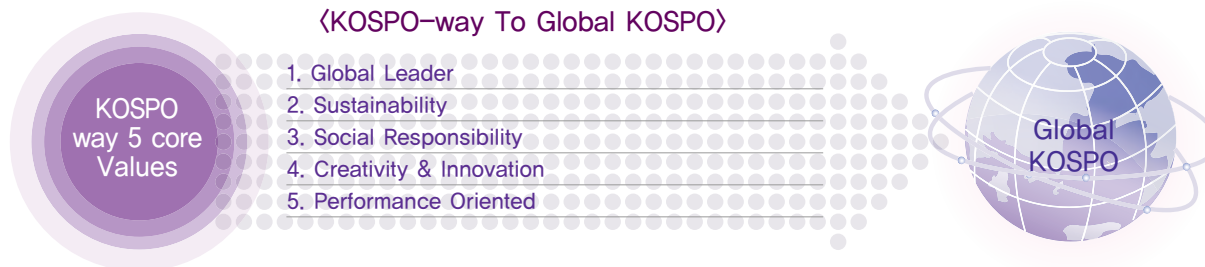 〈KOSPO-way To Global KOSPO〉
KOSPO
way 5 core
Values
1. Global Leader
2. Sustainability
3. Social Responsibility
4. Creativity & Innovation
5. Performance Oriented
Global
KOSPO